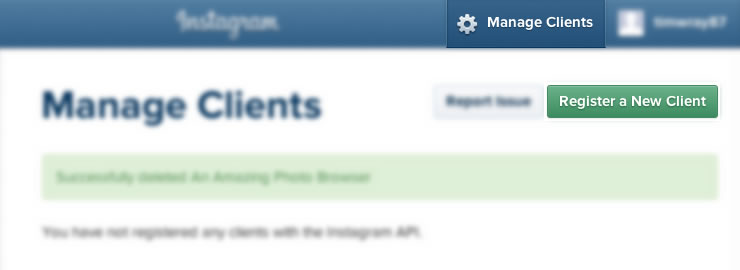 Instagram
Manage Clients
timwray87
Manage Clients
Report Issue
Register a New Client
Successfully deleted An Amazing Photo Browser
You have not registered any clients with the Instagram API.